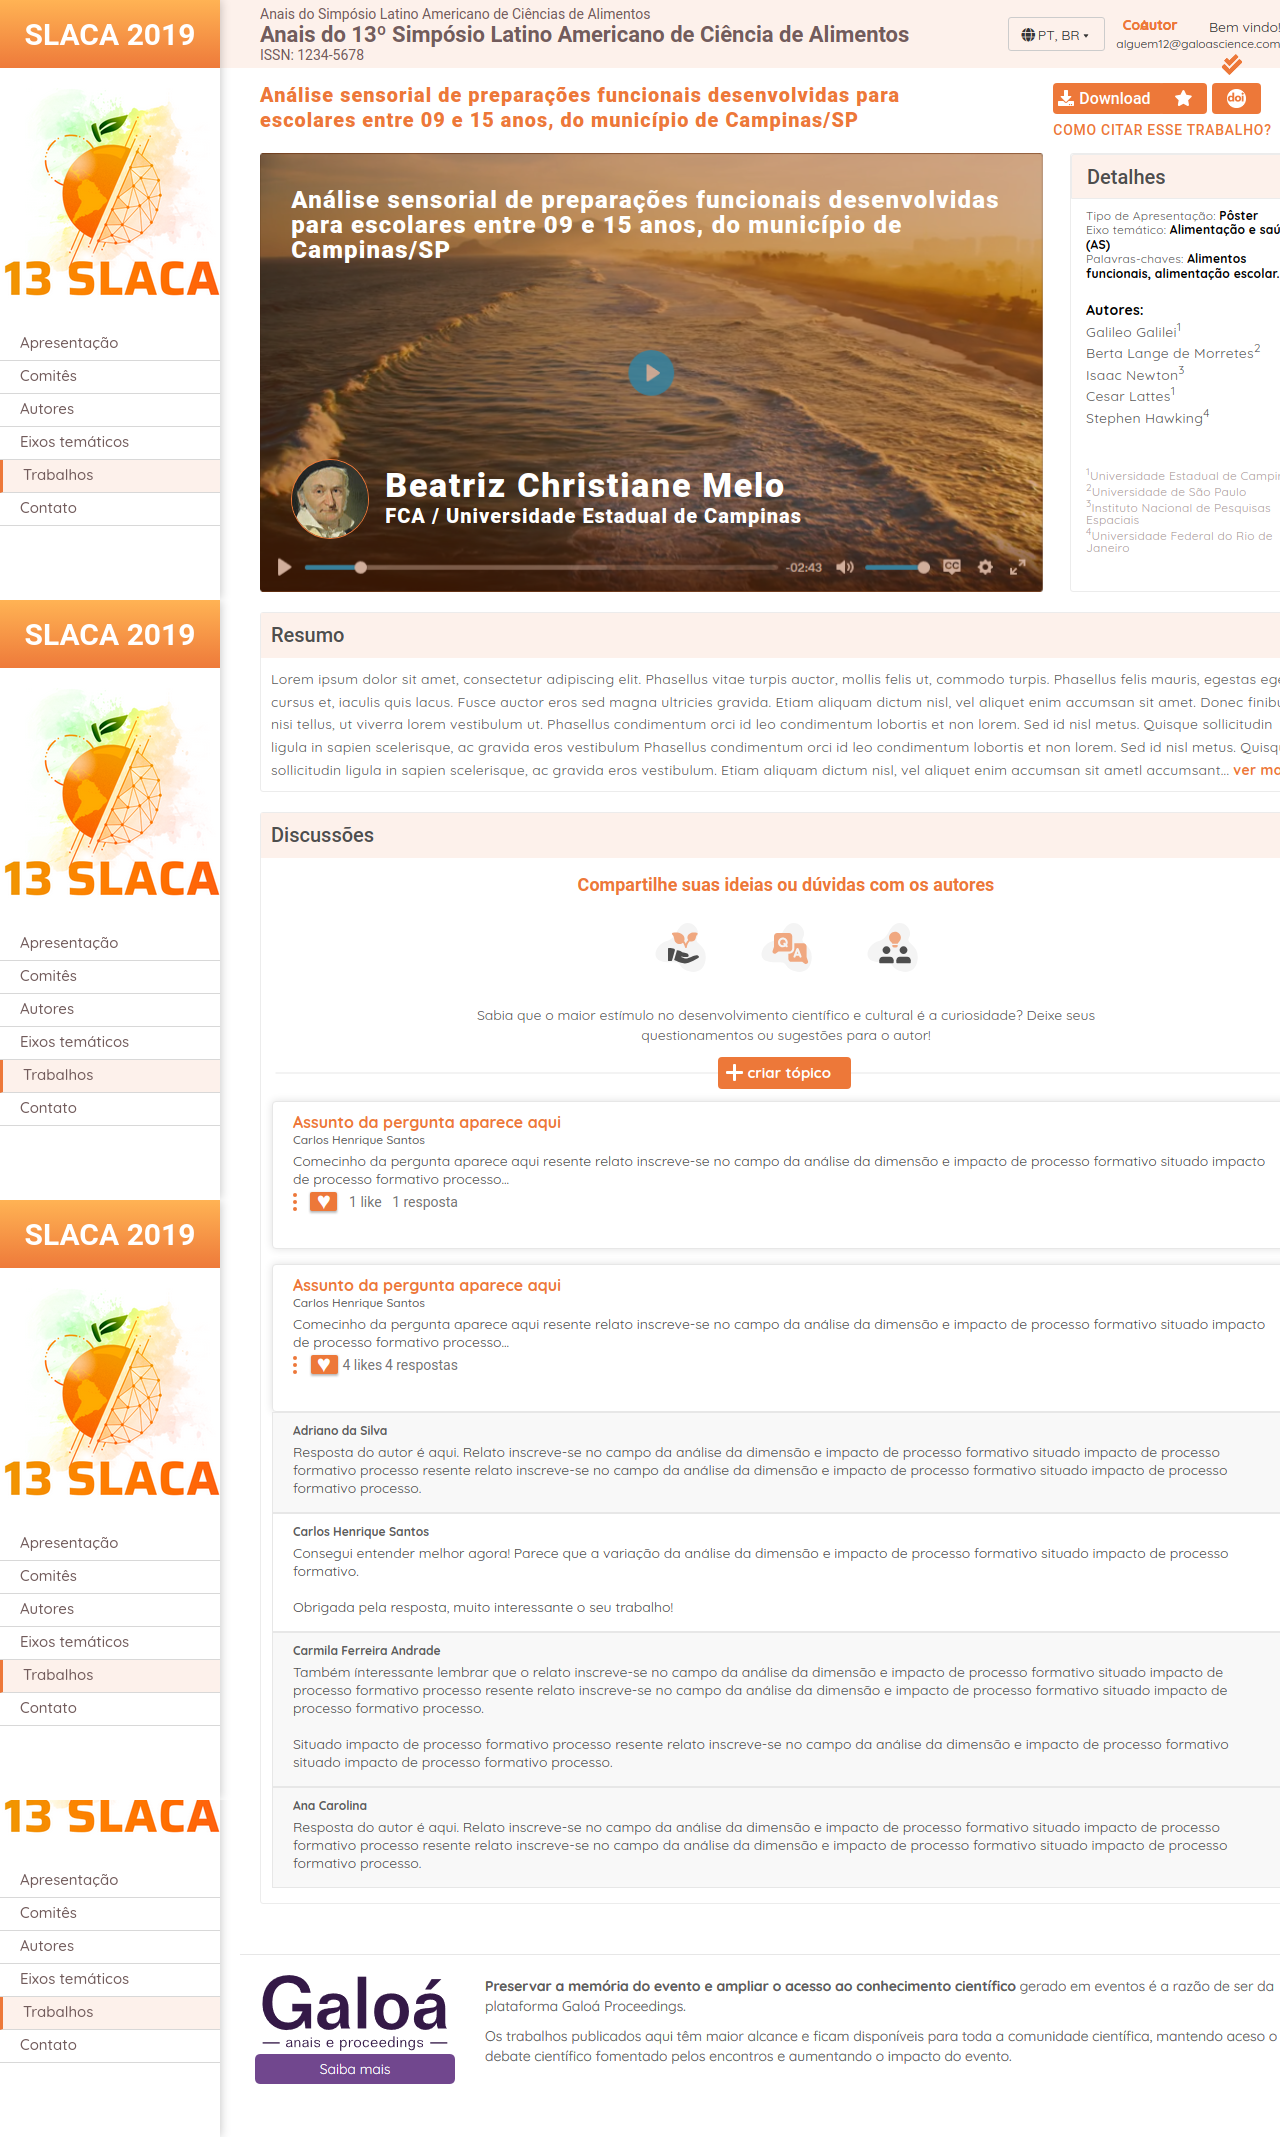 SLACA 2019
Anais do Simpósio Latino Americano de Ciências de Alimentos
Anais do 13º Simpósio Latino Americano de Ciência de Alimentos
ISSN: 1234-5678
PT, BR
Bem vindo!
alguem12@galoascience.com
Análise sensorial de preparações funcionais desenvolvidas para
escolares entre 09 e 15 anos, do município de Campinas/SP
Download
doi
COMO CITAR ESSE TRABALHO?
13 SLACA
Apresentação
Comitês
Autores
Eixos temáticos
Trabalhos
Contato
Análise sensorial de preparações funcionais desenvolvidas
para escolares entre 09 e 15 anos, do município de
Campinas/SP
Beatriz Christiane Melo
FCA / Universidade Estadual de Campinas
-02:43
CC
Detalhes
Tipo de Apresentação: Pôster
Eixo temático: Alimentação e saú
(AS)
Palavras-chaves: Alimentos
funcionais, alimentação escolar.
Autores:
Galileo Galilei1
Berta Lange de Morretes2
Isaac Newton3
Cesar Lattes1
Stephen Hawking4
1Universidade Estadual de Campin
2Universidade de São Paulo
3Instituto Nacional de Pesquisas
Espaciais
4Universidade Federal do Rio de
Janeiro
SLACA 2019
13 SLACA
Apresentação
Comitês
Autores
Eixos temáticos
Trabalhos
Contato
Resumo
Lorem ipsum dolor sit amet, consectetur adipiscing elit. Phasellus vitae turpis auctor, mollis felis ut, commodo turpis. Phasellus felis mauris, egestas ege
cursus et, iaculis quis lacus. Fusce auctor eros sed magna ultricies gravida. Etiam aliquam dictum nisl, vel aliquet enim accumsan sit amet. Donec finibu
nisi tellus, ut viverra lorem vestibulum ut. Phasellus condimentum orci id leo condimentum lobortis et non lorem. Sed id nisl metus. Quisque sollicitudin
ligula in sapien scelerisque, ac gravida eros vestibulum Phasellus condimentum orci id leo condimentum lobortis et non lorem. Sed id nisl metus. Quisqu
sollicitudin ligula in sapien scelerisque, ac gravida eros vestibulum. Etiam aliquam dictum nisl, vel aliquet enim accumsan sit ametl accumsant... ver ma
Discussões
Compartilhe suas ideias ou dúvidas com os autores
Q
A
Sabia que o maior estímulo no desenvolvimento científico e cultural é a curiosidade? Deixe seus
questionamentos ou sugestões para o autor!
criar tópico
Assunto da pergunta aparece aqui
Carlos Henrique Santos
Comecinho da pergunta aparece aqui resente relato inscreve-se no campo da análise da dimensão e impacto de processo formativo situado impacto
de processo formativo processo...
1 like 1 resposta
SLACA 2019
13 SLACA
Apresentação
Comitês
Autores
Eixos temáticos
Trabalhos
Contato
Assunto da pergunta aparece aqui
Carlos Henrique Santos
Comecinho da pergunta aparece aqui resente relato inscreve-se no campo da análise da dimensão e impacto de processo formativo situado impacto
de processo formativo processo...
4 likes 4 respostas
Adriano da Silva
Resposta do autor é aqui. Relato inscreve-se no campo da análise da dimensão e impacto de processo formativo situado impacto de processo
formativo processo resente relato inscreve-se no campo da análise da dimensão e impacto de processo formativo situado impacto de processo
formativo processo.
Carlos Henrique Santos
Consegui entender melhor agora! Parece que a variação da análise da dimensão e impacto de processo formativo situado impacto de processo
formativo.
Obrigada pela resposta, muito interessante o seu trabalho!
Carmila Ferreira Andrade
Também ínteressante lembrar que o relato inscreve-se no campo da análise da dimensão e impacto de processo formativo situado impacto de
processo formativo processo resente relato inscreve-se no campo da análise da dimensão e impacto de processo formativo situado impacto de
processo formativo processo.
Situado impacto de processo formativo processo resente relato inscreve-se no campo da análise da dimensão e impacto de processo formativo
situado impacto de processo formativo processo.
Ana Carolina
Resposta do autor é aqui. Relato inscreve-se no campo da análise da dimensão e impacto de processo formativo situado impacto de processo
formativo processo resente relato inscreve-se no campo da análise da dimensão e impacto de processo formativo situado impacto de processo
formativo processo.
13 SLACA
Apresentação
Comitês
Autores
Eixos temáticos
Trabalhos
Contato
Galoá
anais e proceedings
Saiba mais
Preservar a memória do evento e ampliar o acesso ao conhecimento científico gerado em eventos é a razão de ser da
plataforma Galoá Proceedings.
Os trabalhos publicados aqui têm maior alcance e ficam disponíveis para toda a comunidade científica, mantendo aceso o
debate científico fomentado pelos encontros e aumentando o impacto do evento.